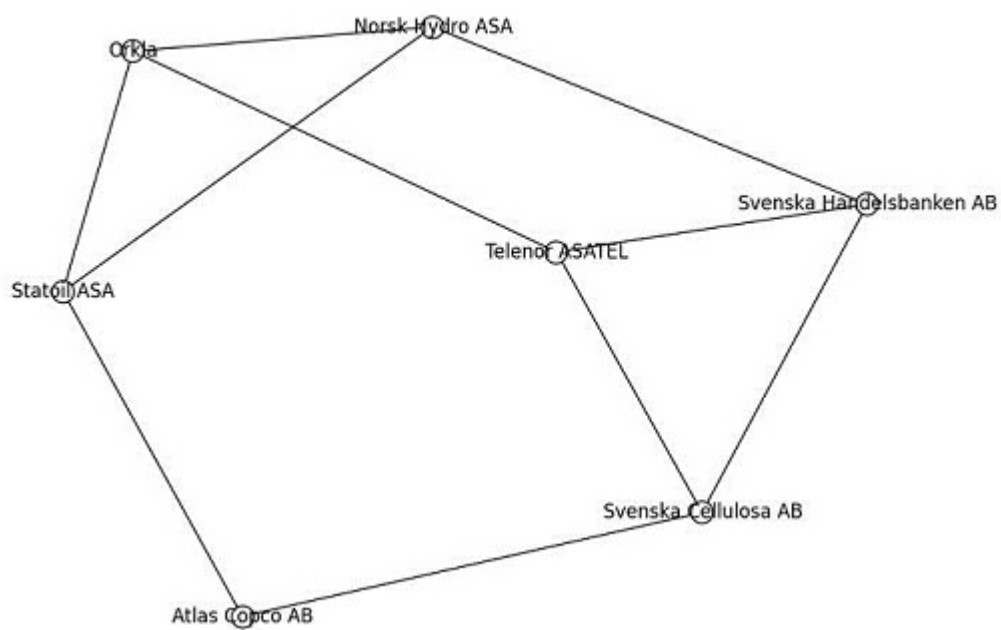 Norsk Hydro ASA
Orkla
Svenska Handelsbanken AB
Telenor ASATEL
Statoil ASA
Svenska Cellulosa AB
Atlas Copco AB